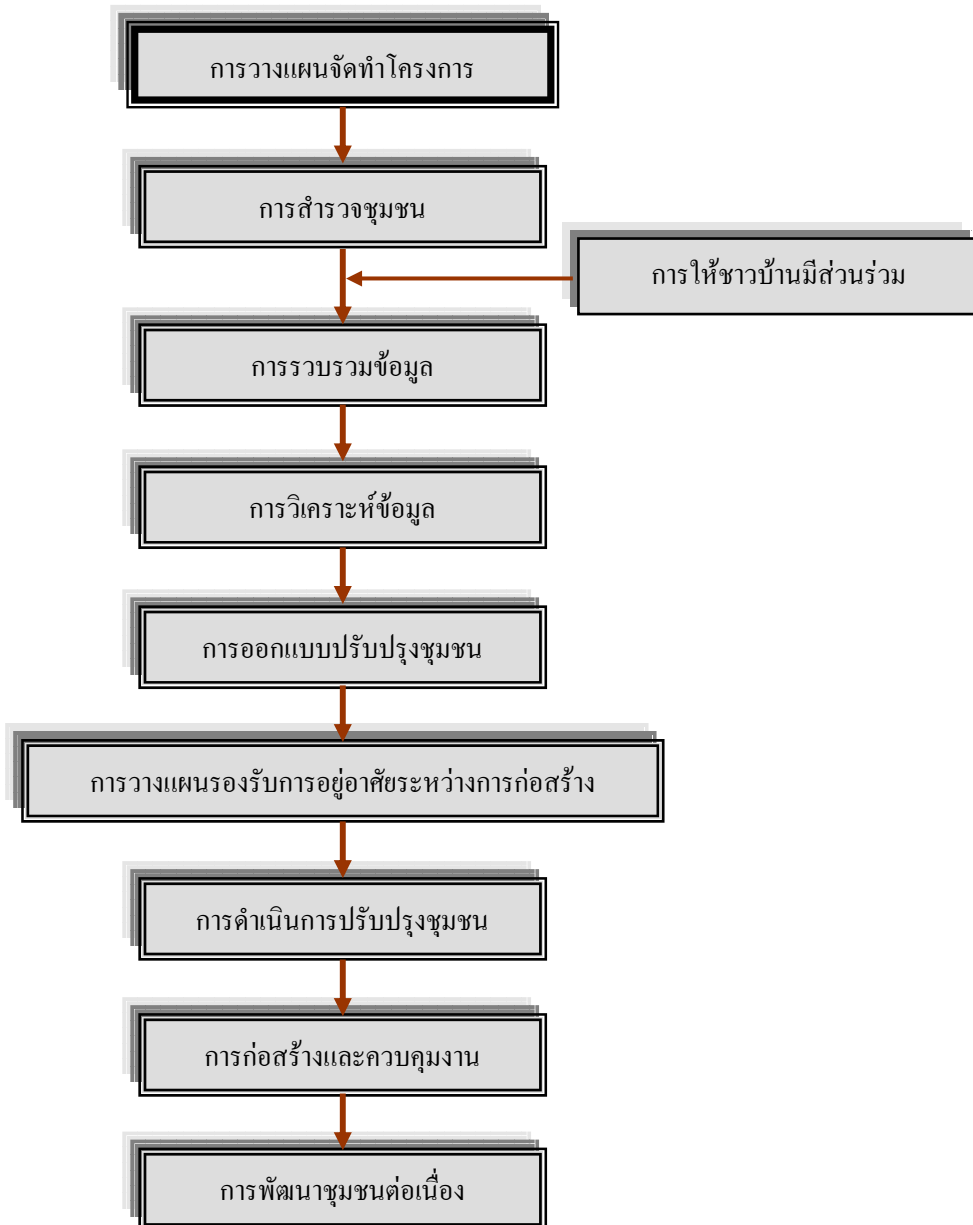 การวางแผนจัดทำโครงการ
การสำรวจชุมชน
การให้ชาวบ้านมีส่วนร่วม
การรวบรวมข้อมูล
การวิเคราะห์ข้อมูล
การออกแบบปรับปรุงชุมชน
การวางแผนรองรับการอยู่อาศัยระหว่างการก่อสร้าง
การดำเนินการปรับปรุงชุมชน
การก่อสร้างและควบคุมงาน
การพัฒนาชุมชนต่อเนื่อง